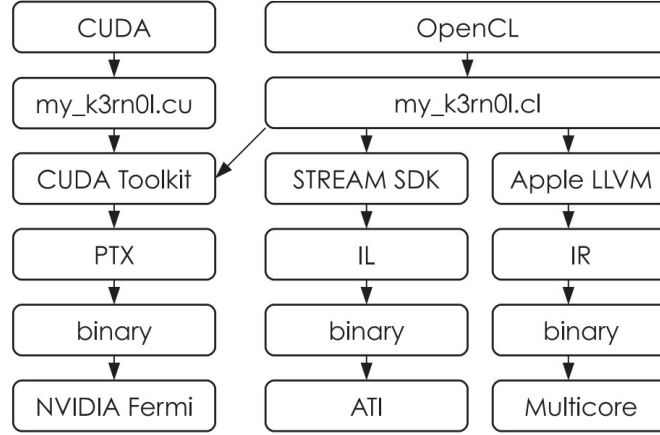 CUDA
OpenCL
my_k3rn0l.cu
my_k3rn0l.cl
CUDA Toolkit
STREAM SDK
Apple LLVM
PTX
IL
IR
binary
binary
binary
NVIDIA Fermi
ATI
Multicore